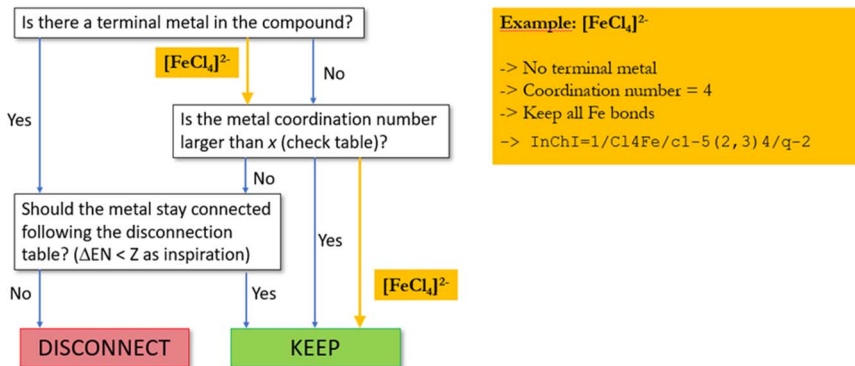 Is there a terminal metal in the compound?
[FeCl₄]²⁻
No
Yes
Is the metal coordination number
larger than x (check table)?
No
Should the metal stay connected
following the disconnection
table? (ΔEN < Z as inspiration)
Yes
[FeCl₄]²⁻
No
Yes
DISCONNECT
KEEP
Example: [FeCl₄]²⁻
-> No terminal metal
-> Coordination number = 4
-> Keep all Fe bonds
-> InChI=1/Cl4Fe/c1-5(2,3)4/q-2